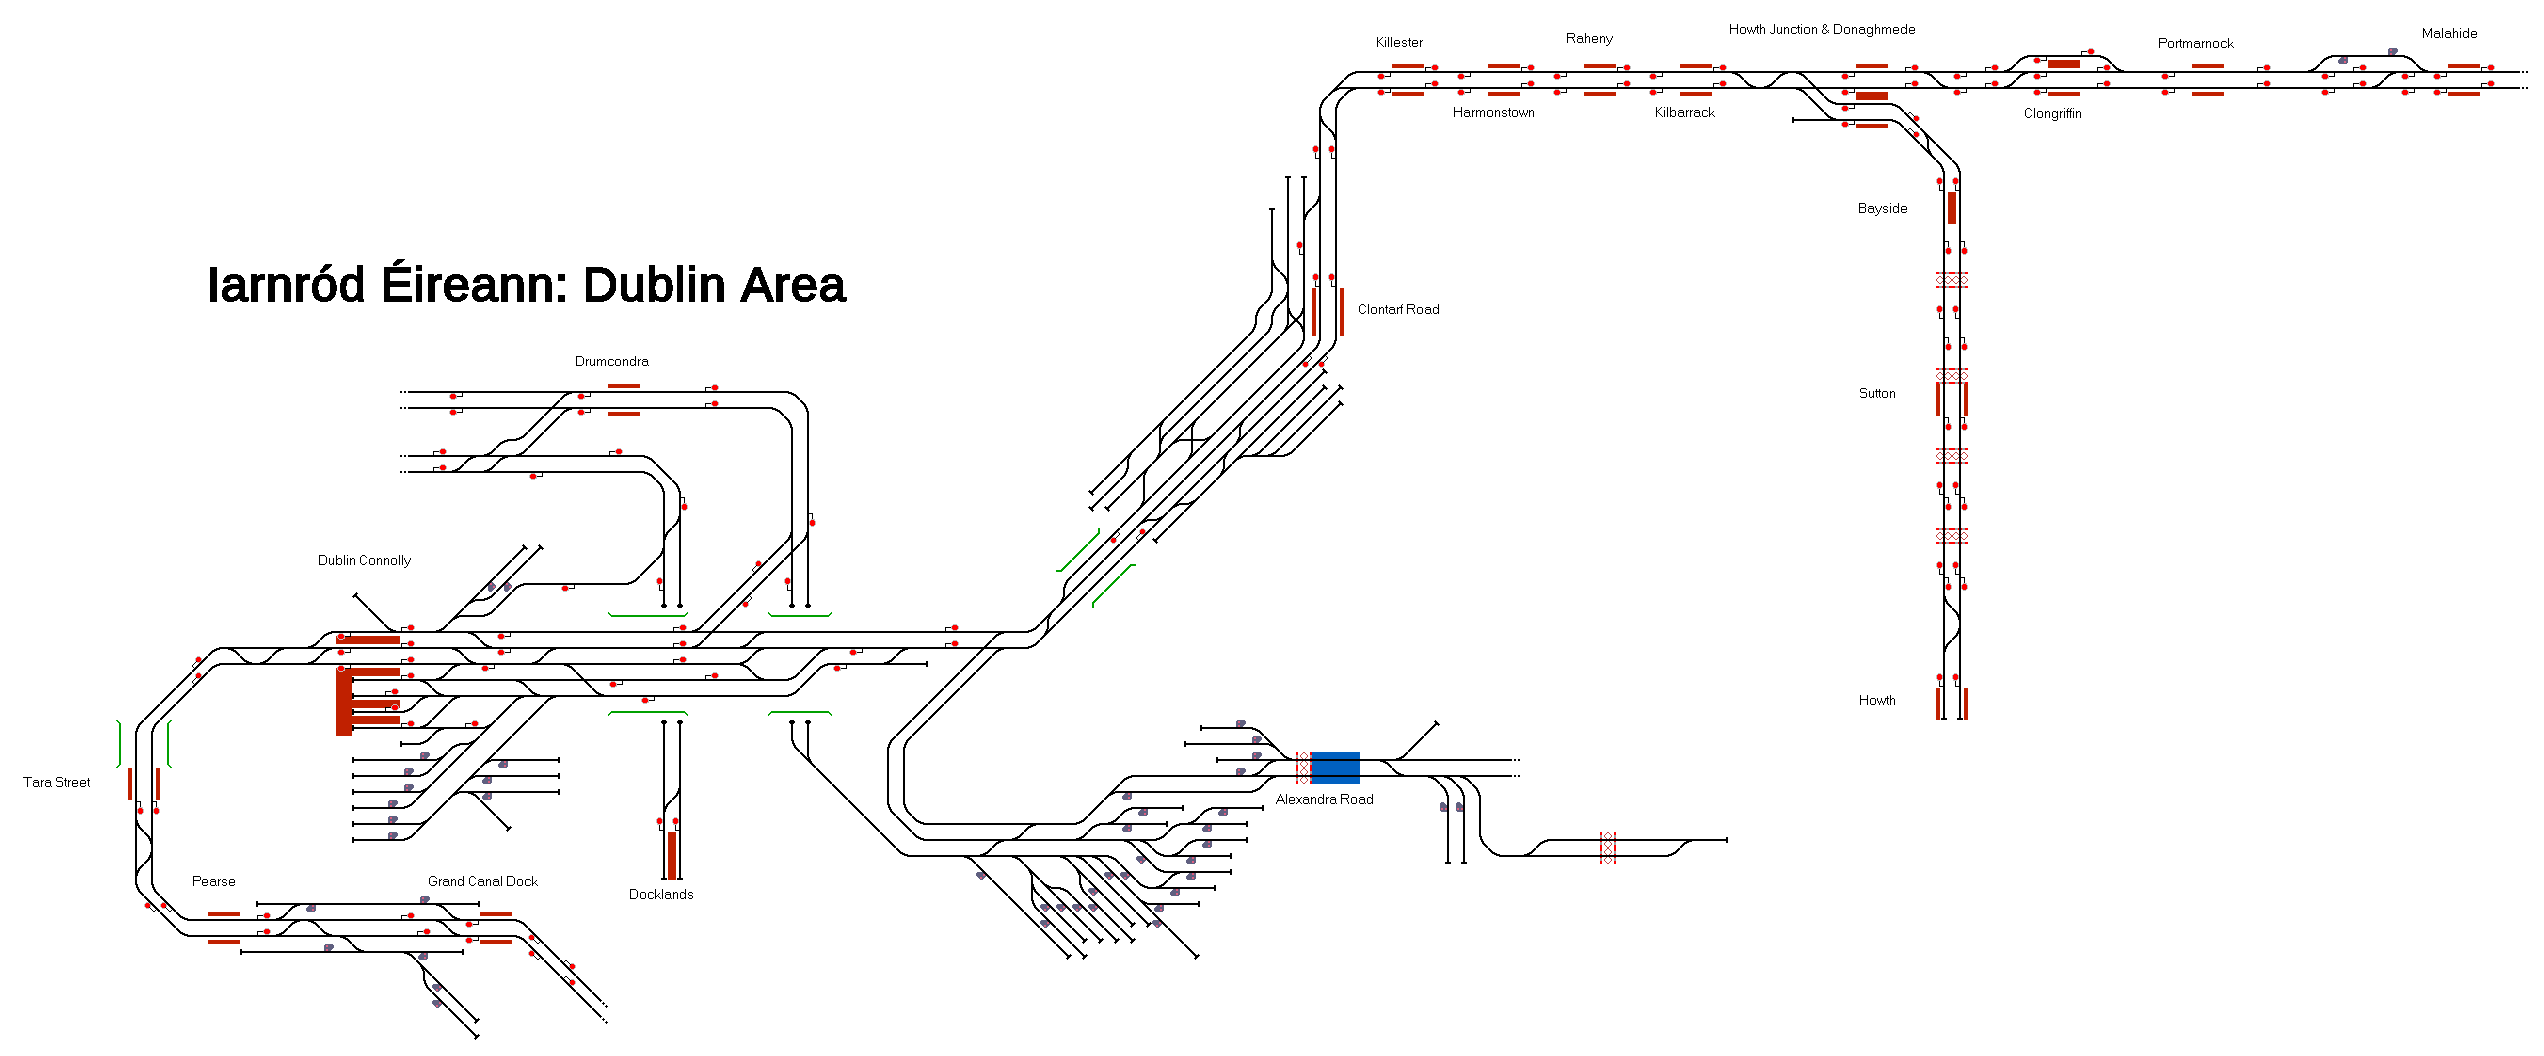 Howth Junction & Donaghmede
Killester
Raheny
Portmarnock
Malahide
Harmonstown
Kilbarrack
Clongriffin
Bayside
Iarnród Éireann: Dublin Area
Clontarf Road
Drumcondra
Sutton
Dublin Connolly
Howth
Tara Street
Alexandra Road
Pearse
Grand Canal Dock
Docklands